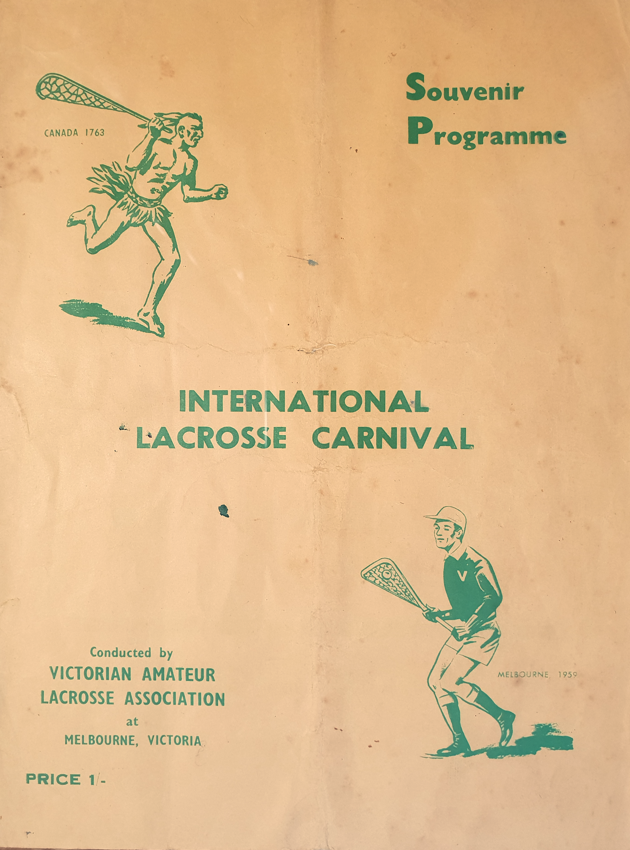 Souvenir
Programme
CANADA 1763
INTERNATIONAL
LACROSSE CARNIVAL
V
MELBOURNE 1959
Conducted by
VICTORIAN AMATEUR
LACROSSE ASSOCIATION
at
MELBOURNE, VICTORIA
PRICE 1/-